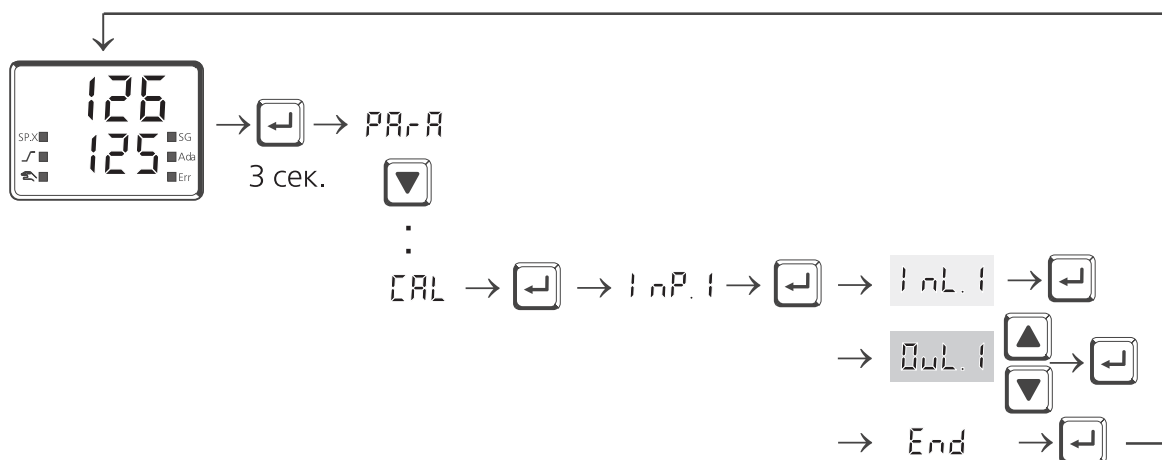 126
SP.X 125 SG
Ada
Err
3 сек.
PArA
:
CAL InP.1 InL.1
OuL.1
End